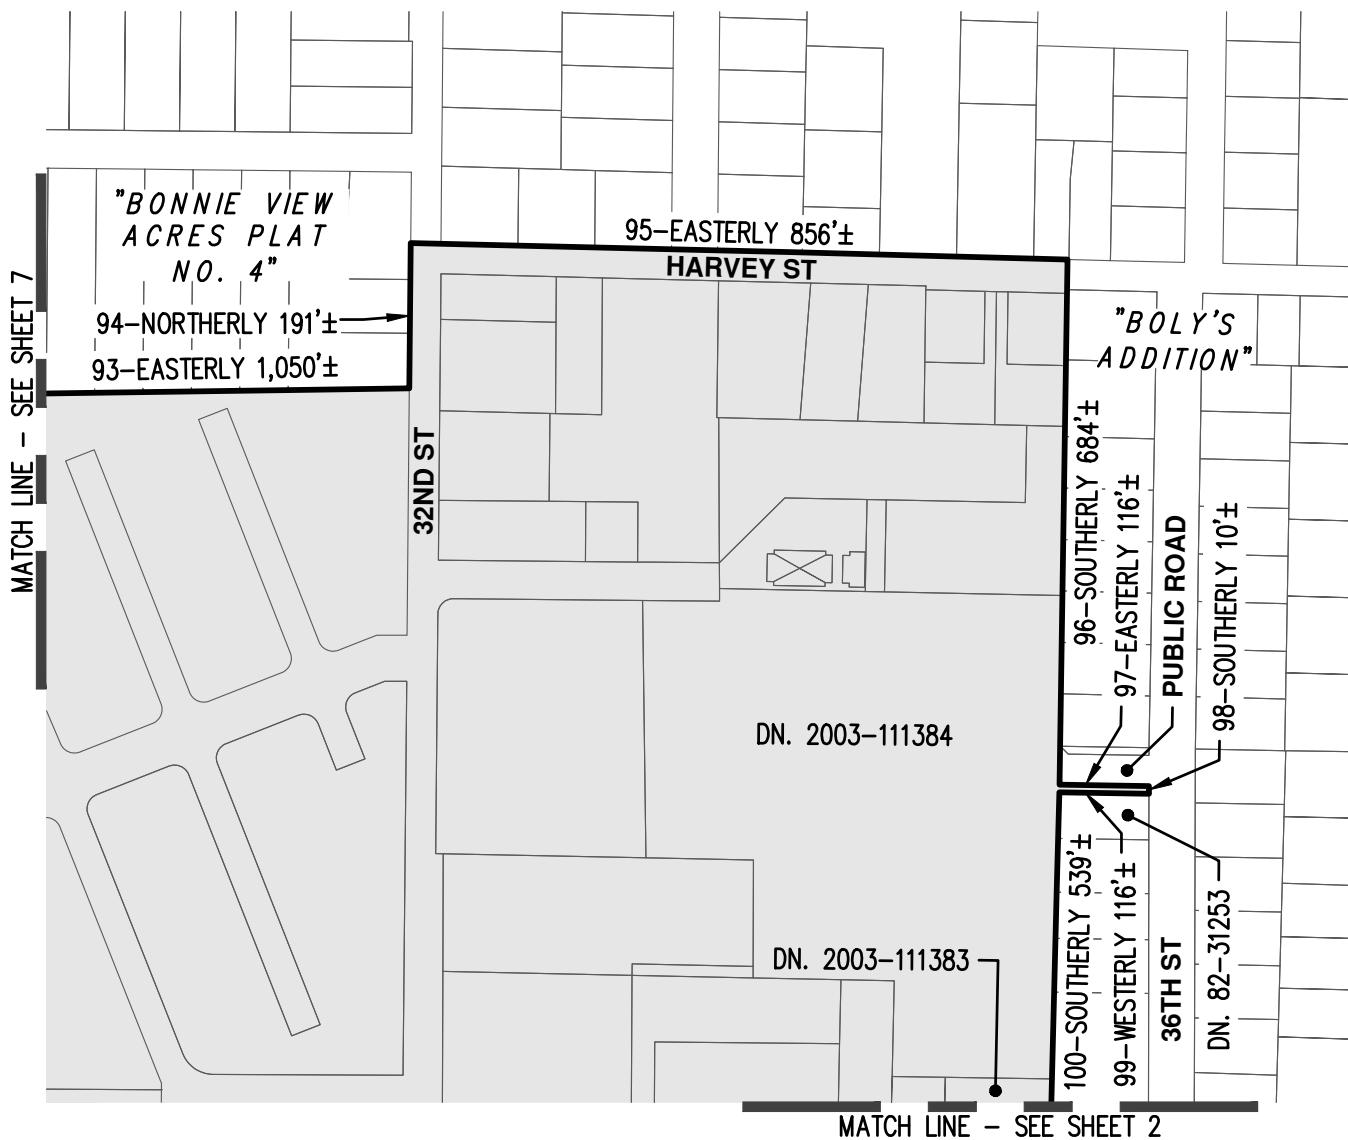 "BONNIE VIEW
ACRES PLAT
NO. 4"
95-EASTERLY 856'±
HARVEY ST
94-NORTHERLY 191'±
93-EASTERLY 1,050'±
"BOLY'S
ADDITION"
MATCH LINE - SEE SHEET 7
32ND ST
96-SOUTHERLY 684'±
97-EASTERLY 116'±
PUBLIC ROAD
98-SOUTHERLY 10'±
DN. 2003-111384
DN. 2003-111383
100-SOUTHERLY 539'±
99-WESTERLY 116'±
36TH ST
DN. 82-31253
MATCH LINE - SEE SHEET 2